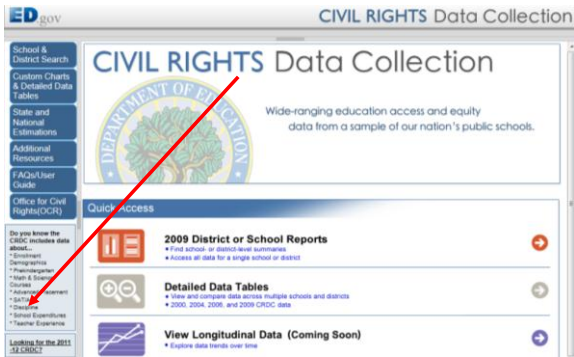 ED.gov
CIVIL RIGHTS Data Collection
School &
District Search
Custom Charts
& Detailed Data
Tables
State and
National
Estimations
Additional
Resources
FAQs/User
Guide
Office for Civil
Rights(OCR)
Do you know the
CRDC includes data
about...
* Enrollment
Demographics
* Prekindergarten
* Math & Science
Courses
* Advanced Placement
* SAT/A
* Discipline
* School Expenditures
* Teacher Experience
Looking for the 2011
-12 CRDC?
CIVIL RIGHTS Data Collection
DEPARTMENT OF EDUCATION
Wide-ranging education access and equity
data from a sample of our nation's public schools.
Quick Access
2009 District or School Reports
• Find school- or district-level summaries
• Access all data for a single school or district
Detailed Data Tables
• View and compare data across multiple schools and districts
• 2000, 2004, 2006, and 2009 CRDC data
View Longitudinal Data (Coming Soon)
• Explore data trends over time